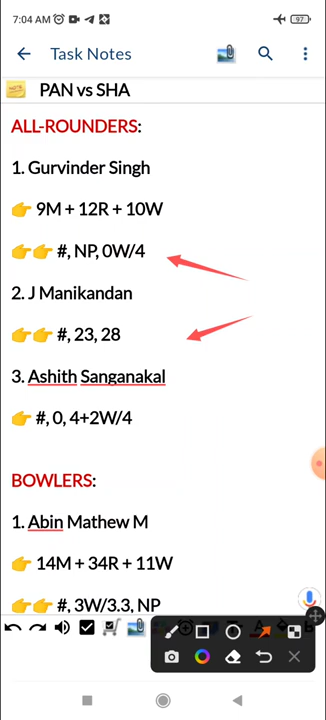 7:04 AM
97
Task Notes
PAN vs SHA
ALL-ROUNDERS:
1. Gurvinder Singh
👉 9M + 12R + 10W
👉👉 #, NP, 0W/4
2. J Manikandan
👉👉 #, 23, 28
3. Ashith Sanganakal
👉 #, 0, 4+2W/4
BOWLERS:
1. Abin Mathew M
👉 14M + 34R + 11W
👉👉 #, 3W/3.3, NP